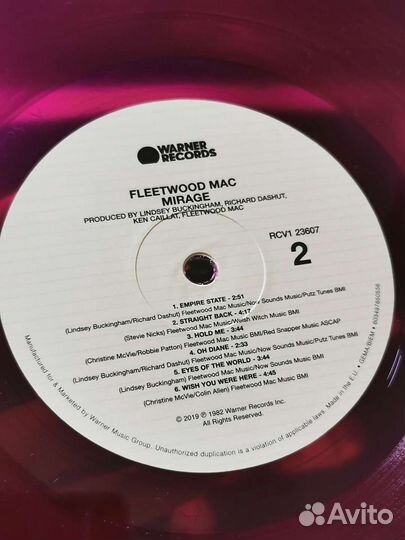 WARNER
RECORDS
FLEETWOOD MAC
MIRAGE
PRODUCED BY LINDSEY BUCKINGHAM, RICHARD DASHUT,
KEN CAILLAT, FLEETWOOD MAC
RCV1 23607
2
1. EMPIRE STATE - 2:51
(Lindsey Buckingham/Richard Dashut) Fleetwood Mac Music/Now Sounds Music/Putz Tunes BMI
2. STRAIGHT BACK - 4:17
(Stevie Nicks) Fleetwood Mac Music/Welsh Witch Music BMI
3. HOLD ME - 3:44
(Christine McVie/Robbie Patton) Fleetwood Mac Music BMI/Red Snapper Music ASCAP
4. OH DIANE - 2:33
(Lindsey Buckingham/Richard Dashut) Fleetwood Mac Music/Now Sounds Music/Putz Tunes BMI
5. EYES OF THE WORLD - 3:44
(Lindsey Buckingham) Fleetwood Mac Music/Now Sounds Music BMI
6. WISH YOU WERE HERE - 4:45
(Christine McVie/Colin Allen) Fleetwood Mac Music BMI
© 2019 ℗ 1982 Warner Records Inc.
All Rights Reserved.
Manufactured for & Marketed by Warner Music Group. Unauthorized duplication is a violation of applicable laws. Made in the E.U. • GEMA/BIEM • 603497850556
Avito